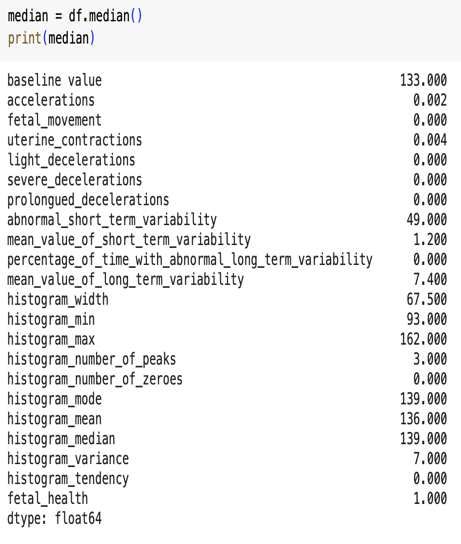 median = df.median()
print(median)
baseline value 133.000
accelerations 0.002
fetal_movement 0.000
uterine_contractions 0.004
light_decelerations 0.000
severe_decelerations 0.000
prolongued_decelerations 0.000
abnormal_short_term_variability 49.000
mean_value_of_short_term_variability 1.200
percentage_of_time_with_abnormal_long_term_variability 0.000
mean_value_of_long_term_variability 7.400
histogram_width 67.500
histogram_min 93.000
histogram_max 162.000
histogram_number_of_peaks 3.000
histogram_number_of_zeroes 0.000
histogram_mode 139.000
histogram_mean 136.000
histogram_median 139.000
histogram_variance 7.000
histogram_tendency 0.000
fetal_health 1.000
dtype: float64